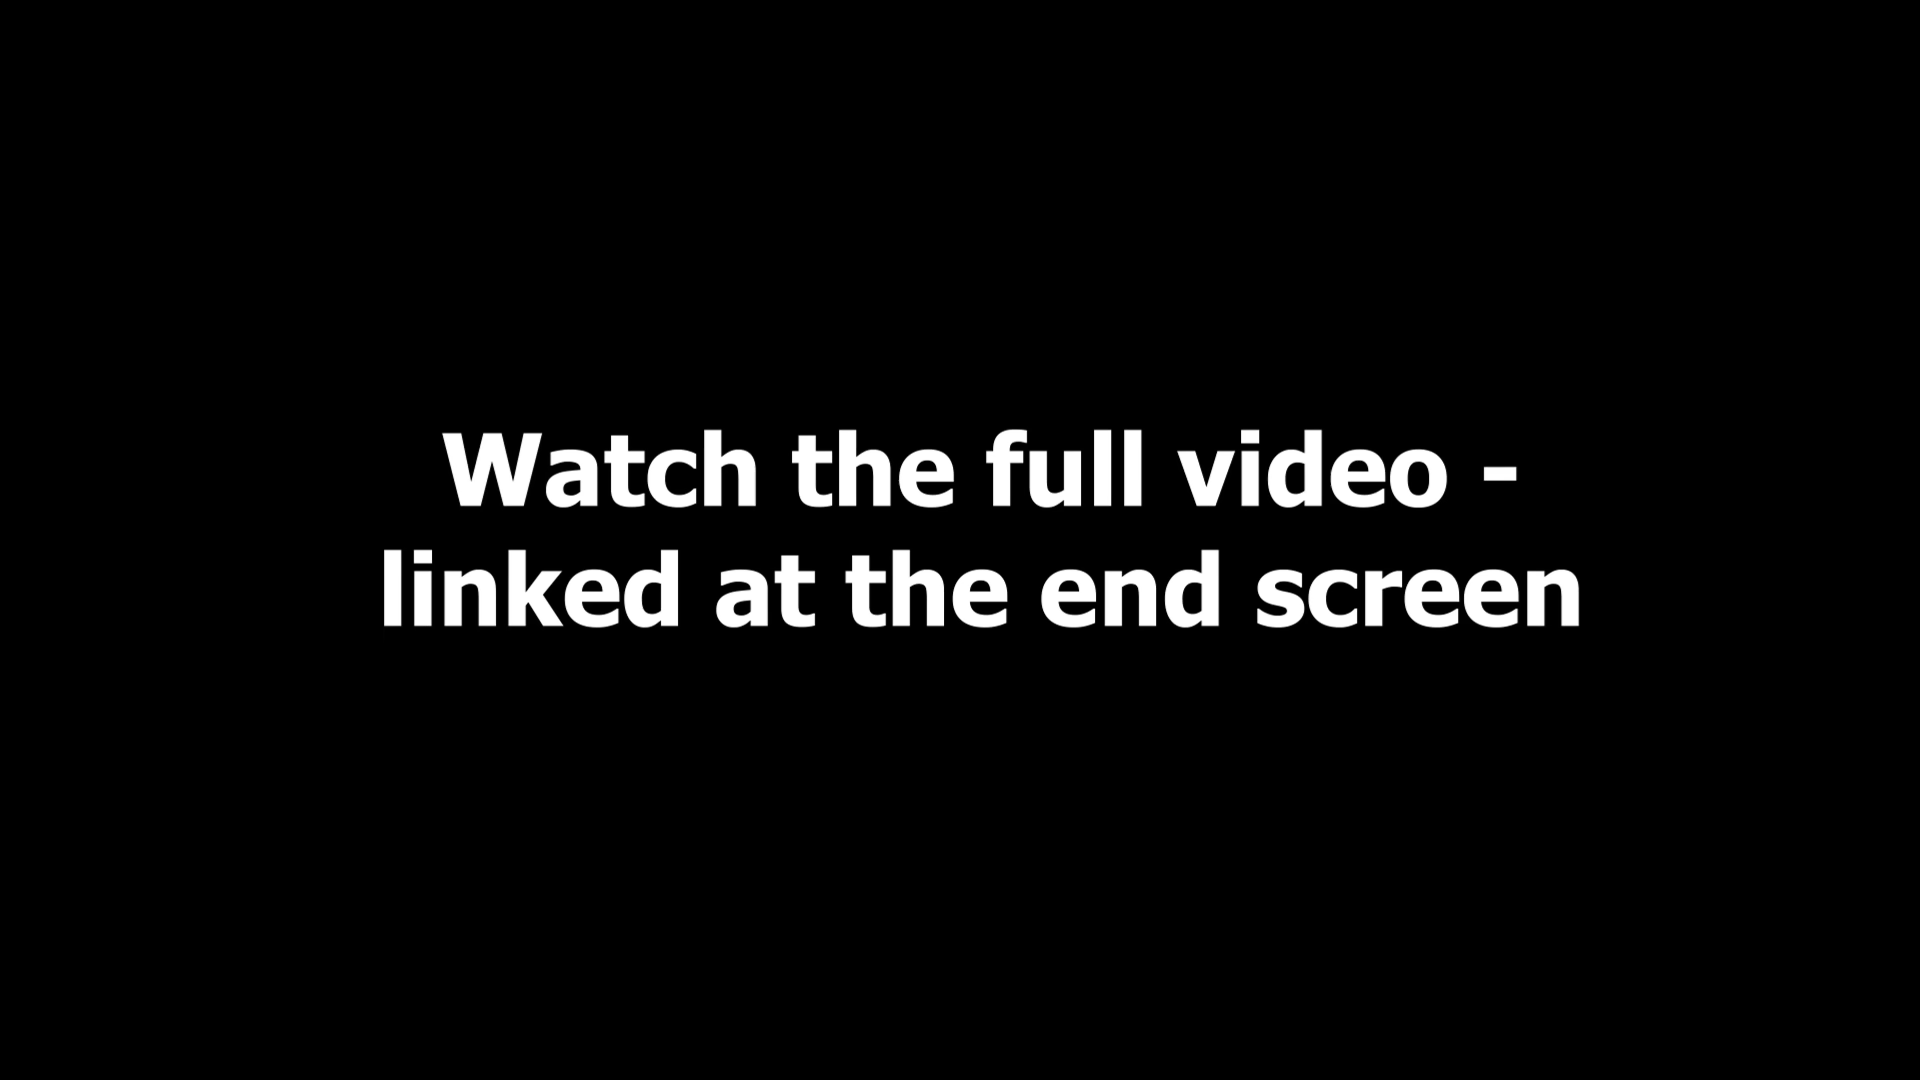 Watch the full video -
linked at the end screen